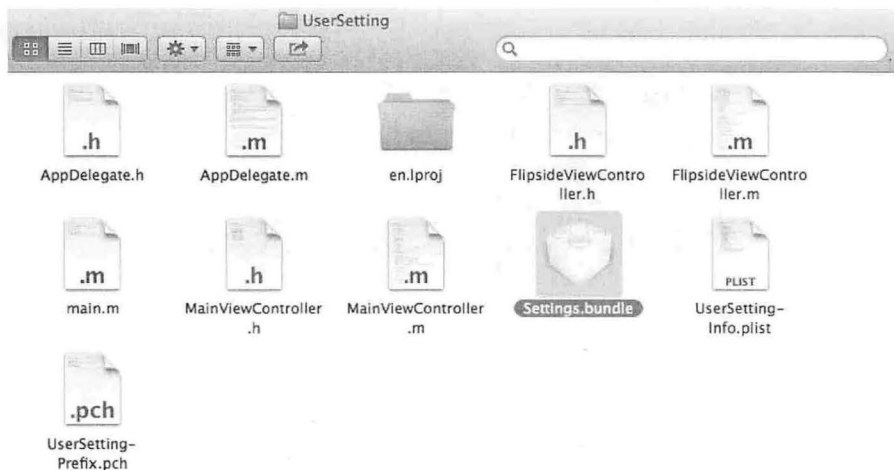 UserSetting
.h
.m
.h
.m
AppDelegate.h
AppDelegate.m
en.lproj
FlipsideViewContro
ller.h
FlipsideViewContro
ller.m
.m
.h
.m
PLIST
main.m
MainViewController
.h
MainViewController
.m
Settings.bundle
UserSetting-
Info.plist
.pch
UserSetting-
Prefix.pch